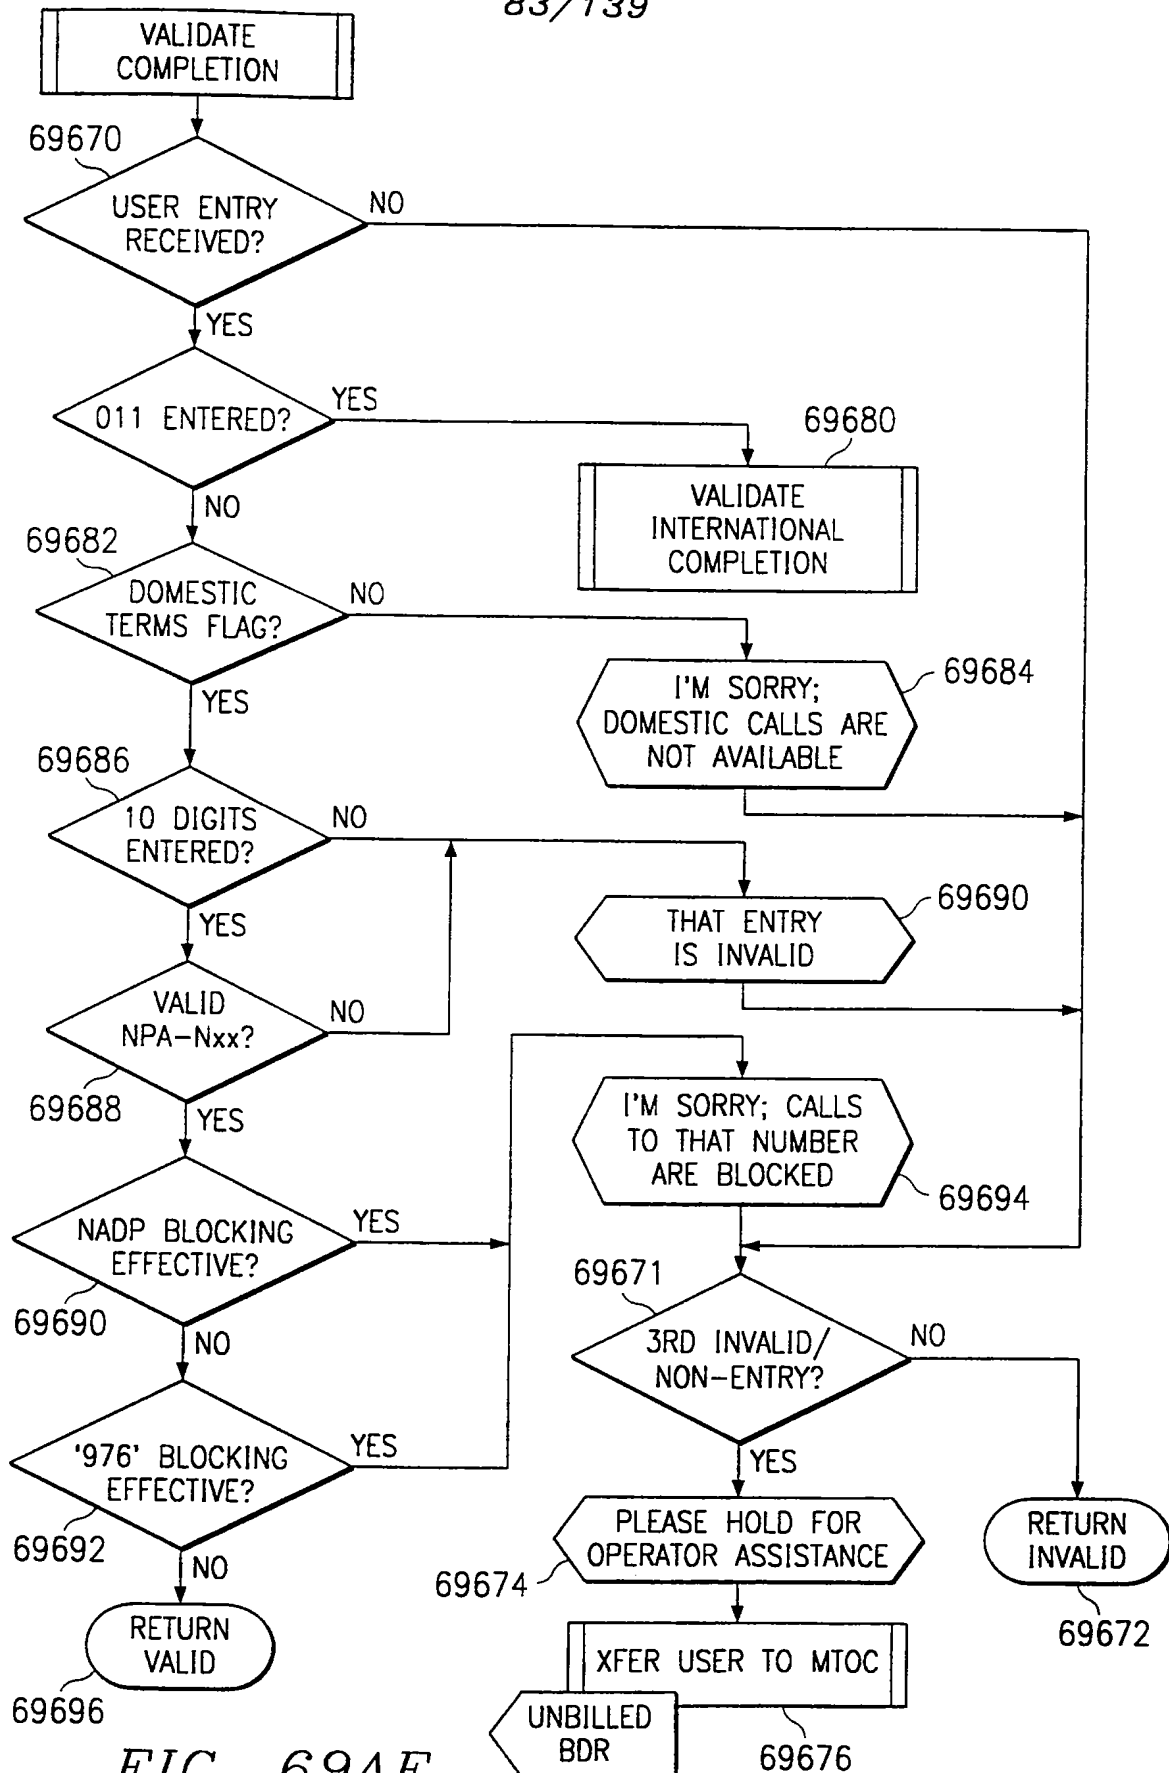 83/139
VALIDATE
COMPLETION
69670
USER ENTRY
RECEIVED?
NO
YES
011 ENTERED?
YES
NO
69680
VALIDATE
INTERNATIONAL
COMPLETION
69682
DOMESTIC
TERMS FLAG?
NO
YES
I'M SORRY;
DOMESTIC CALLS ARE
NOT AVAILABLE
69684
69686
10 DIGITS
ENTERED?
NO
YES
THAT ENTRY
IS INVALID
69690
VALID
NPA-Nxx?
NO
69688
YES
I'M SORRY; CALLS
TO THAT NUMBER
ARE BLOCKED
69694
NADP BLOCKING
EFFECTIVE?
YES
69690
NO
69671
3RD INVALID/
NON-ENTRY?
NO
YES
'976' BLOCKING
EFFECTIVE?
YES
69692
NO
PLEASE HOLD FOR
OPERATOR ASSISTANCE
69674
RETURN
INVALID
69672
RETURN
VALID
69696
XFER USER TO MTOC
UNBILLED
BDR
69676
FIG. 69AF